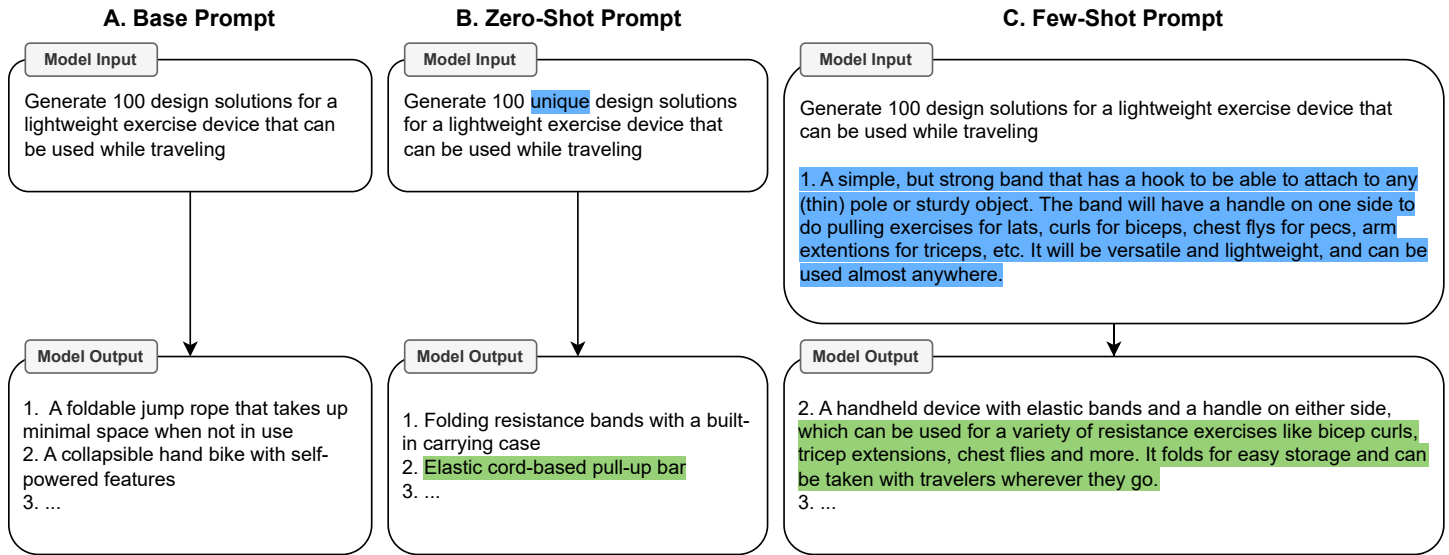 A. Base Prompt
Model Input
Generate 100 design solutions for a
lightweight exercise device that can
be used while traveling
Model Output
1.  A foldable jump rope that takes up
minimal space when not in use
2. A collapsible hand bike with self-
powered features
3. ...
B. Zero-Shot Prompt
Model Input
Generate 100 unique design solutions
for a lightweight exercise device that
can be used while traveling
Model Output
1. Folding resistance bands with a built-
in carrying case
2. Elastic cord-based pull-up bar
3. ...
C. Few-Shot Prompt
Model Input
Generate 100 design solutions for a lightweight exercise device that
can be used while traveling
1. A simple, but strong band that has a hook to be able to attach to any
(thin) pole or sturdy object. The band will have a handle on one side to
do pulling exercises for lats, curls for biceps, chest flys for pecs, arm
extentions for triceps, etc. It will be versatile and lightweight, and can be
used almost anywhere.
Model Output
2. A handheld device with elastic bands and a handle on either side,
which can be used for a variety of resistance exercises like bicep curls,
tricep extensions, chest flies and more. It folds for easy storage and can
be taken with travelers wherever they go.
3. ...